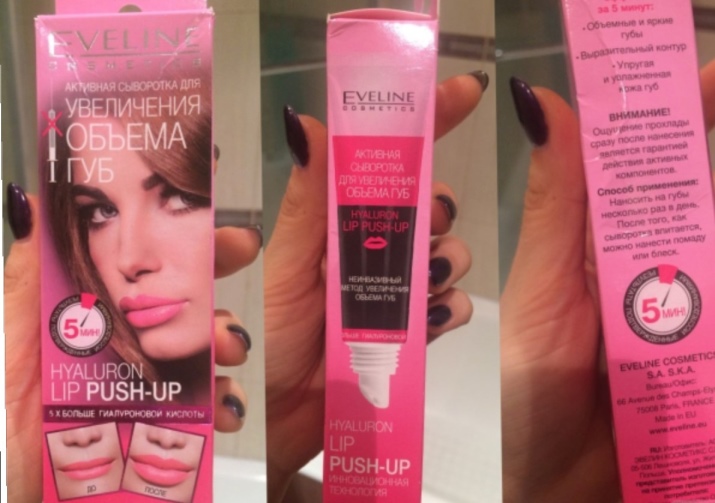 EVELINE
COSMETICS
АКТИВНАЯ СЫВОРОТКА ДЛЯ
УВЕЛИЧЕНИЯ
ОБЪЕМА
ГУБ
5 МИН!
HYALURON
LIP PUSH-UP
5 X БОЛЬШЕ ГИАЛУРОНОВОЙ КИСЛОТЫ
ДО
ПОСЛЕ
EVELINE
COSMETICS
АКТИВНАЯ
СЫВОРОТКА
ДЛЯ УВЕЛИЧЕНИЯ
ОБЪЕМА ГУБ
HYALURON
LIP PUSH-UP
НЕИНВАЗИВНЫЙ
МЕТОД УВЕЛИЧЕНИЯ
ОБЪЕМА ГУБ
HYALURON
LIP
PUSH-UP
ИННОВАЦИОННАЯ
ТЕХНОЛОГИЯ
за 5 минут:
•Объемные и яркие
губы
•Выразительный контур
•Упругая
и увлажненная
кожа губ
ВНИМАНИЕ!
Ощущение прохлады
сразу после нанесения
является гарантией
действия активных
компонентов.
Способ применения:
Наносить на губы
несколько раз в день.
После того, как
сыворотка впитается,
можно нанести помаду
или блеск.
5 МИН!
EVELINE COSMETICS
S.A. S.K.A.
Bureau/Офис:
66 Avenue des Champs-Ely
75008 Paris, FRANCE
Made in EU
www.eveline.eu